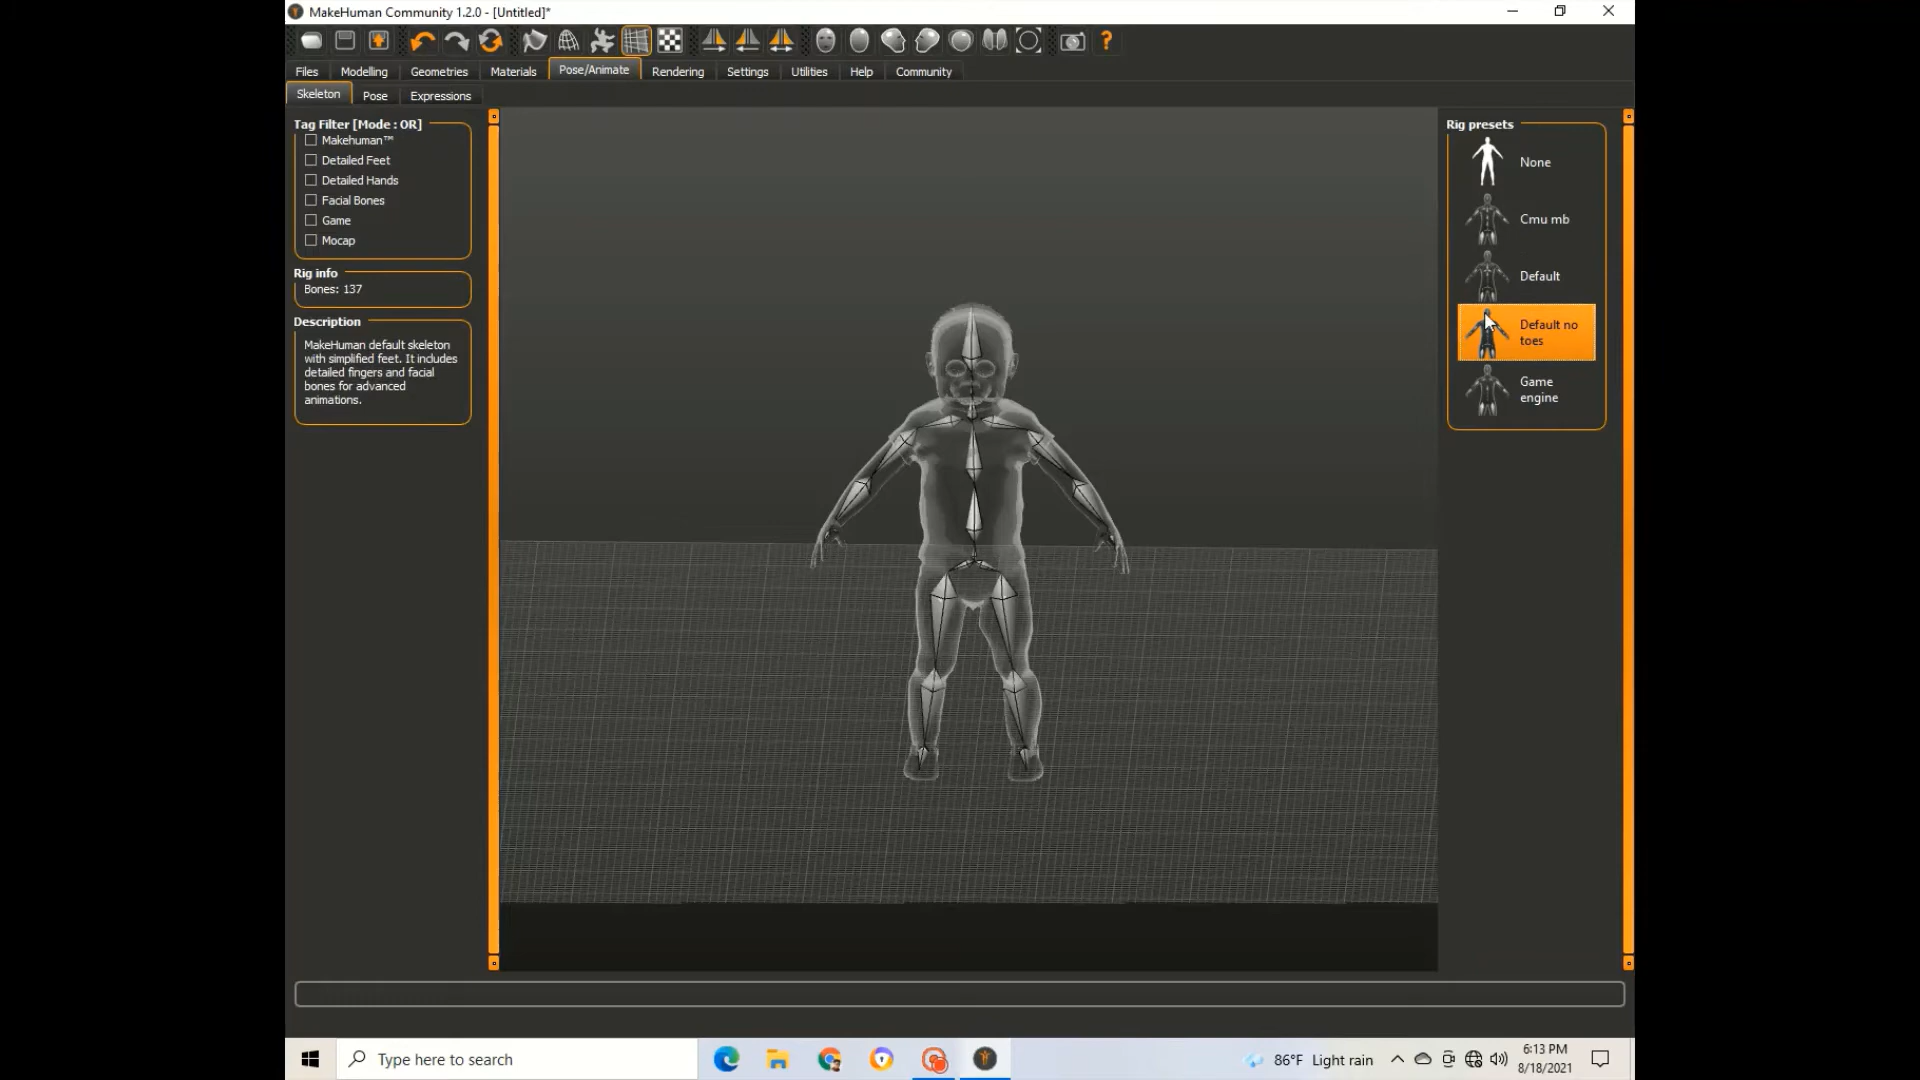 MakeHuman Community 1.2.0 - [Untitled]*
Files Modelling Geometries Materials Pose/Animate Rendering Settings Utilities Help Community
Skeleton Pose Expressions
Tag Filter [Mode : OR]
Makehuman™
Detailed Feet
Detailed Hands
Facial Bones
Game
Mocap
Rig info
Bones: 137
Description
MakeHuman default skeleton
with simplified feet. It includes
detailed fingers and facial
bones for advanced
animations.
Rig presets
None
Cmu mb
Default
Default no
toes
Game
engine
Type here to search
86°F Light rain
6:13 PM
8/18/2021